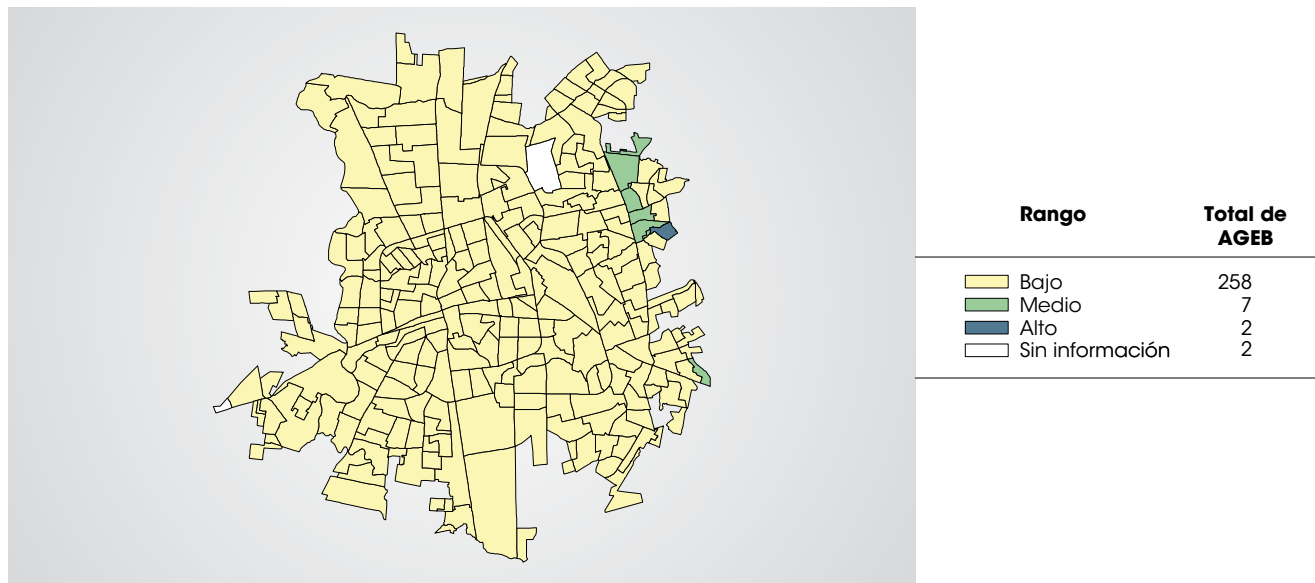 Rango Total de
AGEB
Bajo 258
Medio 7
Alto 2
Sin información 2